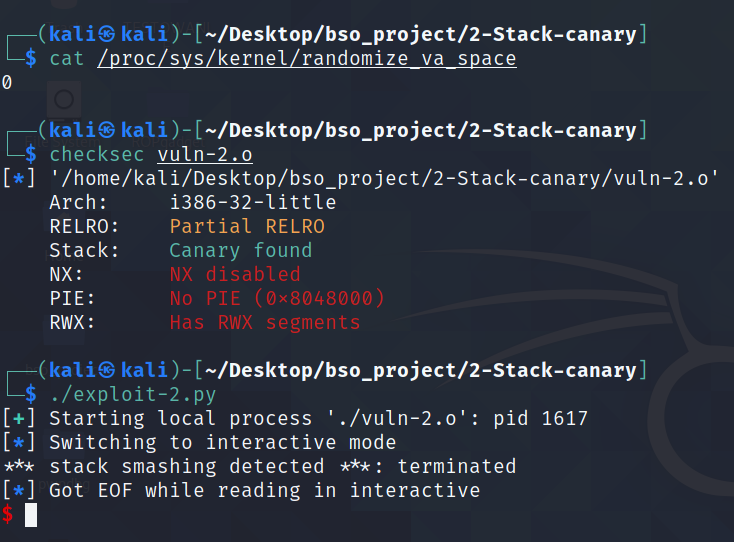 (kali㉿kali)-[~/Desktop/bso_project/2-Stack-canary]
$ cat /proc/sys/kernel/randomize_va_space
0
(kali㉿kali)-[~/Desktop/bso_project/2-Stack-canary]
$ checksec vuln-2.o
[*] '/home/kali/Desktop/bso_project/2-Stack-canary/vuln-2.o'
Arch: i386-32-little
RELRO: Partial RELRO
Stack: Canary found
NX: NX disabled
PIE: No PIE (0x8048000)
RWX: Has RWX segments
(kali㉿kali)-[~/Desktop/bso_project/2-Stack-canary]
$ ./exploit-2.py
[+] Starting local process './vuln-2.o': pid 1617
[*] Switching to interactive mode
*** stack smashing detected ***: terminated
[*] Got EOF while reading in interactive
$